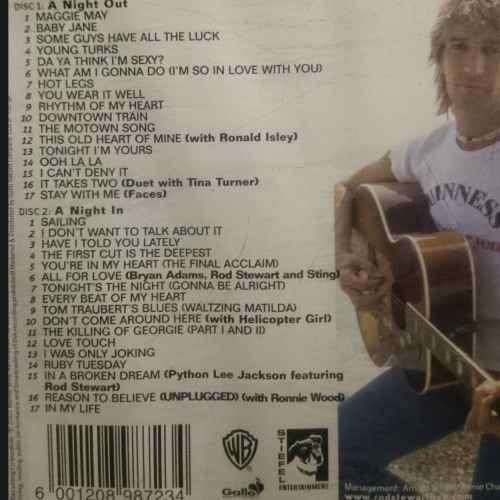 DISC 1: A Night Out
1 MAGGIE MAY
2 BABY JANE
3 SOME GUYS HAVE ALL THE LUCK
4 YOUNG TURKS
5 DA YA THINK I'M SEXY?
6 WHAT AM I GONNA DO (I'M SO IN LOVE WITH YOU)
7 HOT LEGS
8 YOU WEAR IT WELL
9 RHYTHM OF MY HEART
10 DOWNTOWN TRAIN
11 THE MOTOWN SONG
12 THIS OLD HEART OF MINE (with Ronald Isley)
13 TONIGHT I'M YOURS
14 OOH LA LA
15 I CAN'T DENY IT
16 IT TAKES TWO (Duet with Tina Turner)
17 STAY WITH ME (Faces)
DISC 2: A Night In
1 SAILING
2 I DON'T WANT TO TALK ABOUT IT
3 HAVE I TOLD YOU LATELY
4 THE FIRST CUT IS THE DEEPEST
5 YOU'RE IN MY HEART (THE FINAL ACCLAIM)
6 ALL FOR LOVE (Bryan Adams, Rod Stewart and Sting)
7 TONIGHT'S THE NIGHT (GONNA BE ALRIGHT)
8 EVERY BEAT OF MY HEART
9 TOM TRAUBERT'S BLUES (WALTZING MATILDA)
10 DON'T COME AROUND HERE (with Helicopter Girl)
11 THE KILLING OF GEORGIE (PART I AND II)
12 LOVE TOUCH
13 I WAS ONLY JOKING
14 RUBY TUESDAY
15 IN A BROKEN DREAM (Python Lee Jackson featuring
Rod Stewart)
16 REASON TO BELIEVE (UNPLUGGED) (with Ronnie Wood)
17 IN MY LIFE
6 001208 987234
WB
Gallo
STIEFEL
ENTERTAINMENT
Management:
UINNESS